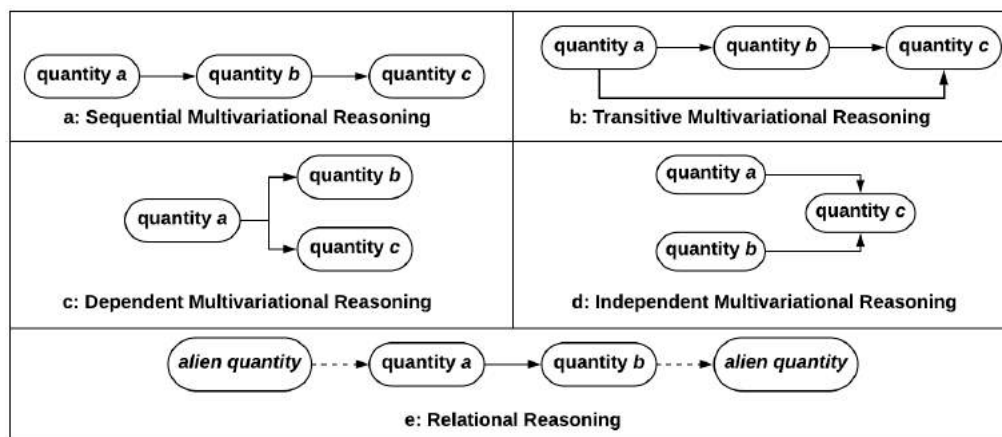 quantity a
quantity b
quantity c
a: Sequential Multivariational Reasoning
quantity a
quantity b
quantity c
b: Transitive Multivariational Reasoning
quantity a
quantity b
quantity c
c: Dependent Multivariational Reasoning
quantity a
quantity b
quantity c
d: Independent Multivariational Reasoning
alien quantity
quantity a
quantity b
alien quantity
e: Relational Reasoning